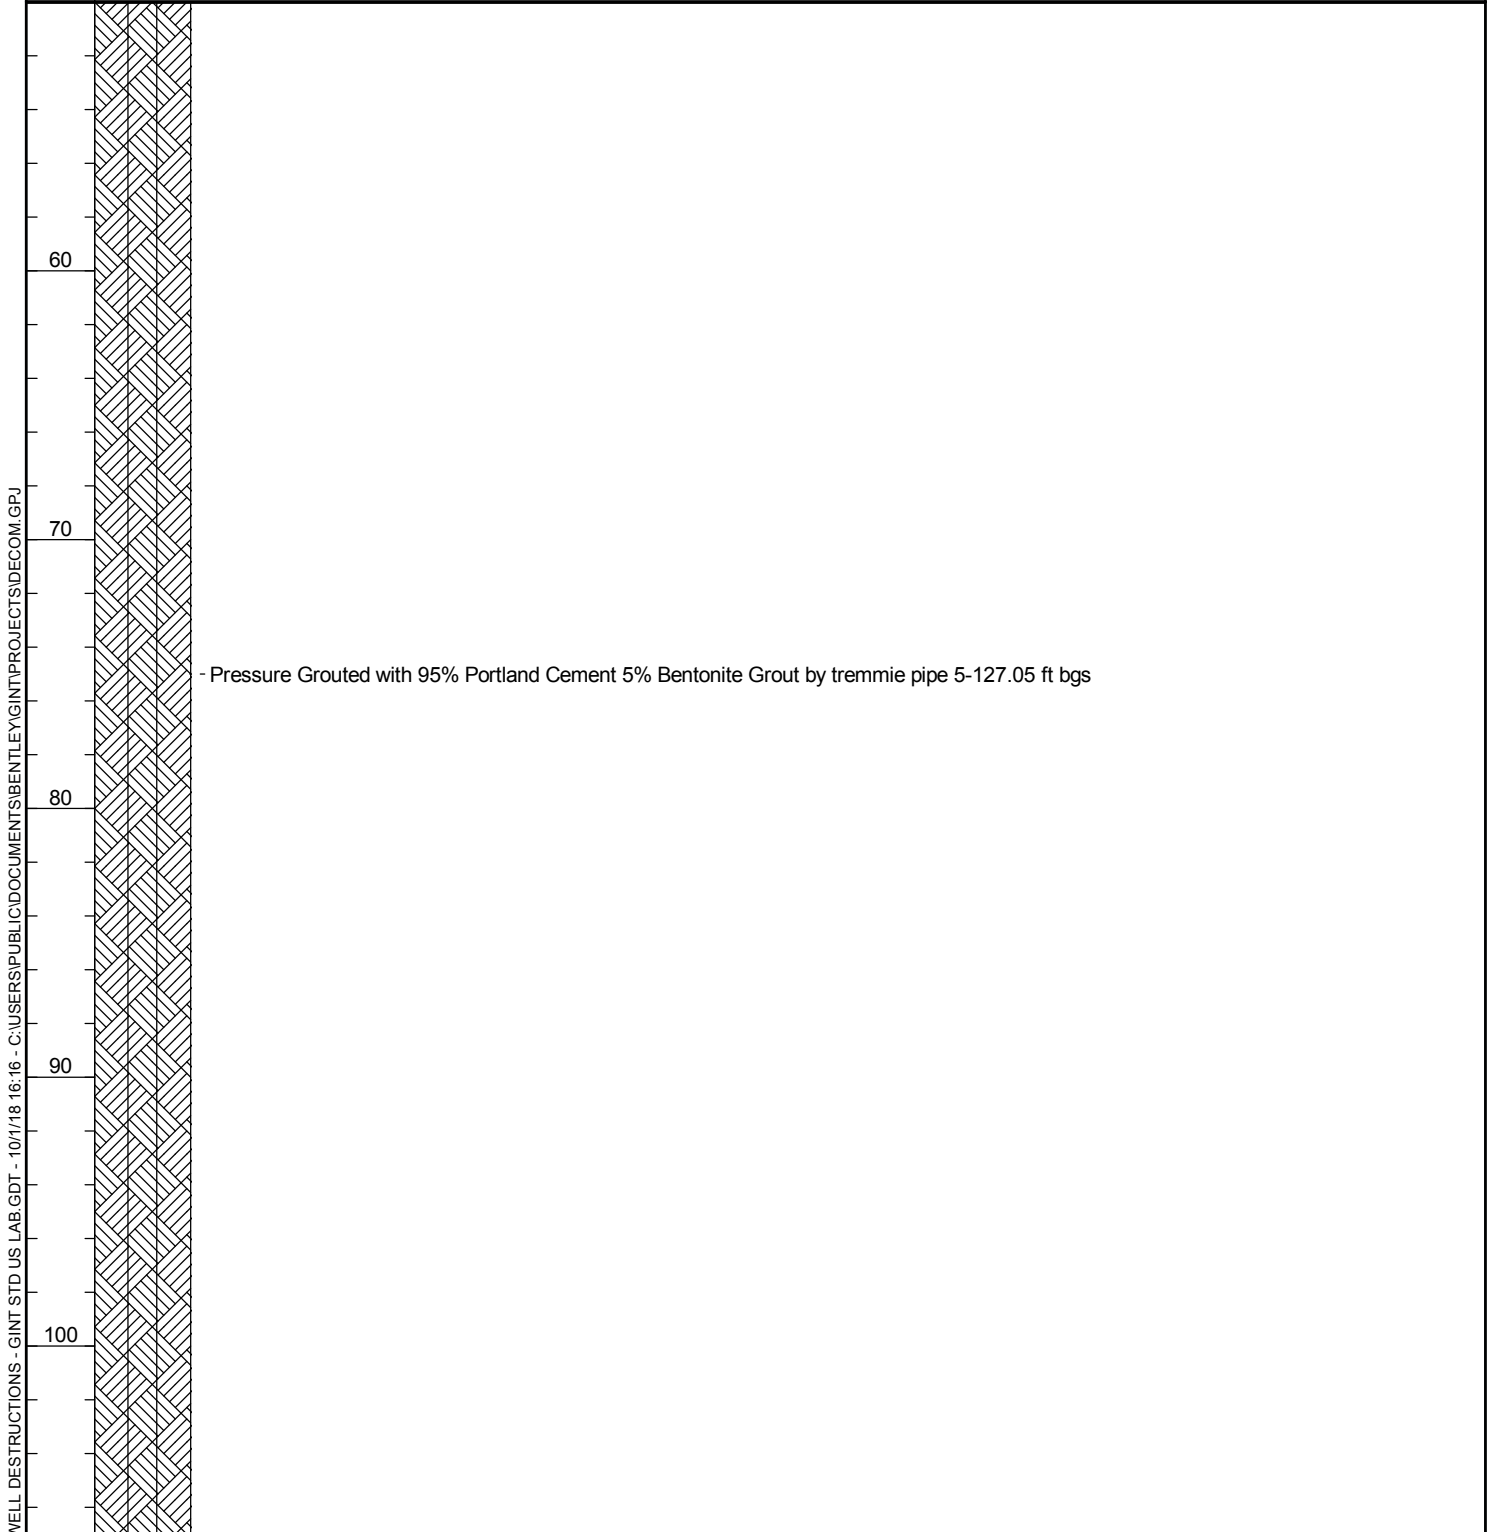 60
70
- Pressure Grouted with 95% Portland Cement 5% Bentonite Grout by tremmie pipe 5-127.05 ft bgs
80
90
100
WELL DESTRUCTIONS - GINT STD US LAB.GDT - 10/1/18 16:16 - C:\USERS\PUBLIC\DOCUMENTS\BENTLEY\GINT\PROJECTS\DECOM.GPJ